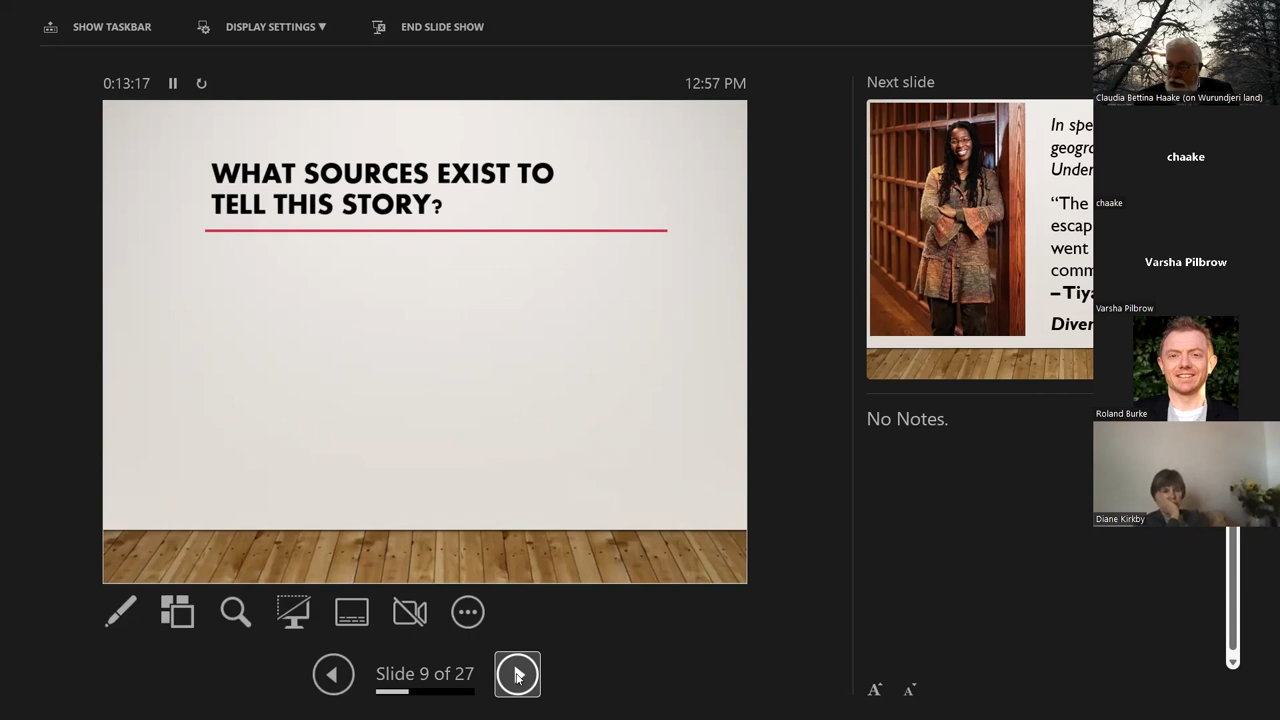 SHOW TASKBAR
DISPLAY SETTINGS ▼
END SLIDE SHOW
0:13:17
12:57 PM
WHAT SOURCES EXIST TO
TELL THIS STORY?
Slide 9 of 27
Next slide
In spe
geogra
Under
“The
escap
went
comm
–Tiya
Diver
No Notes.
A
A
Claudia Bettina Haake (on Wurundjeri land)
chaake
chaake
Varsha Pilbrow
Varsha Pilbrow
Roland Burke
Diane Kirkby